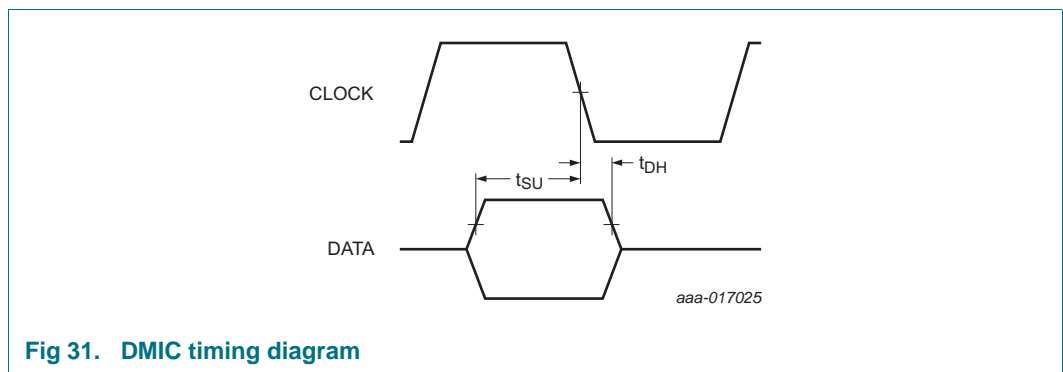 CLOCK
tDH
tSU
DATA
aaa-017025
Fig 31. DMIC timing diagram